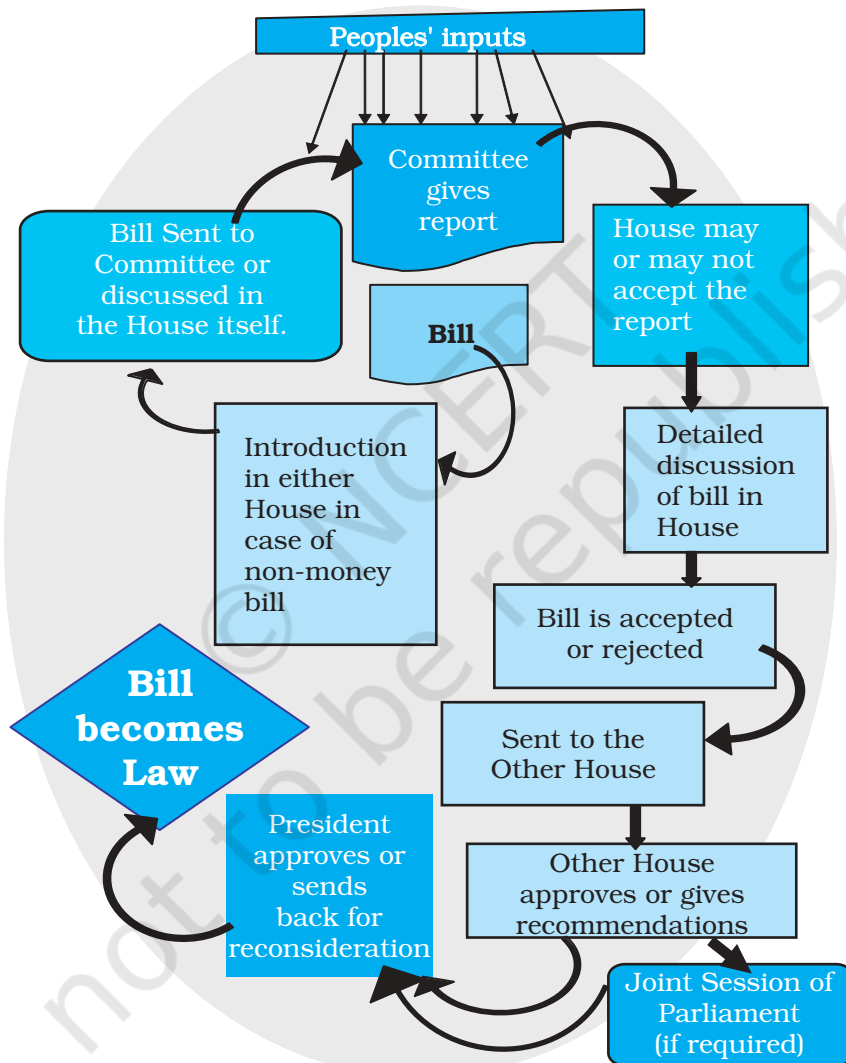 Peoples' inputs
Committee
gives
report
Bill Sent to
Committee or
discussed in
the House itself.
House may
or may not
accept the
report
Bill
Introduction
in either
House in
case of
non-money
bill
Detailed
discussion
of bill in
House
Bill is accepted
or rejected
Bill
becomes
Law
Sent to the
Other House
President
approves or
sends
back for
reconsideration
Other House
approves or gives
recommendations
Joint Session of
Parliament
(if required)
© NCERT
not to be republish